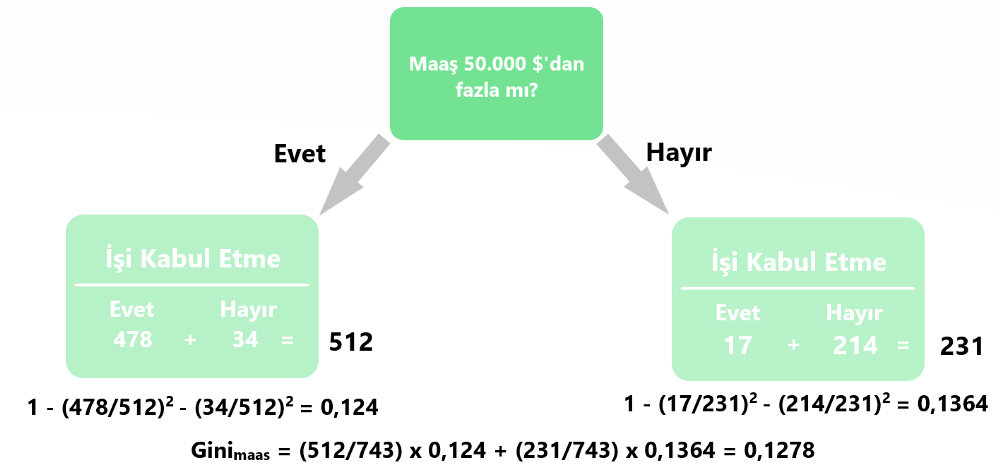 Maaş 50.000 $'dan
fazla mı?
Evet
Hayır
İşi Kabul Etme
Evet Hayır
478 + 34 = 512
1 - (478/512)² - (34/512)² = 0,124
İşi Kabul Etme
Evet Hayır
17 + 214 = 231
1 - (17/231)² - (214/231)² = 0,1364
Giniₘₐₐₛ = (512/743) x 0,124 + (231/743) x 0,1364 = 0,1278